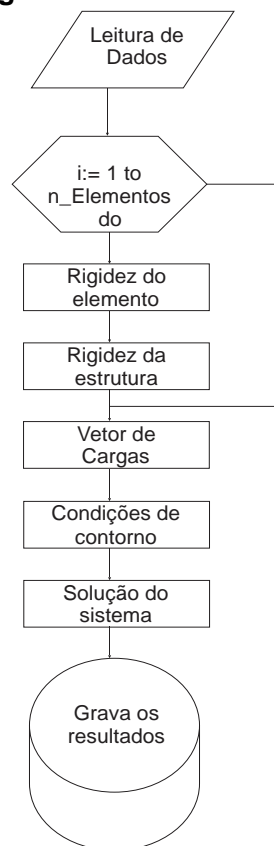 Leitura de
Dados
i:= 1 to
n_Elementos
do
Rigidez do
elemento
Rigidez da
estrutura
Vetor de
Cargas
Condições de
contorno
Solução do
sistema
Grava os
resultados